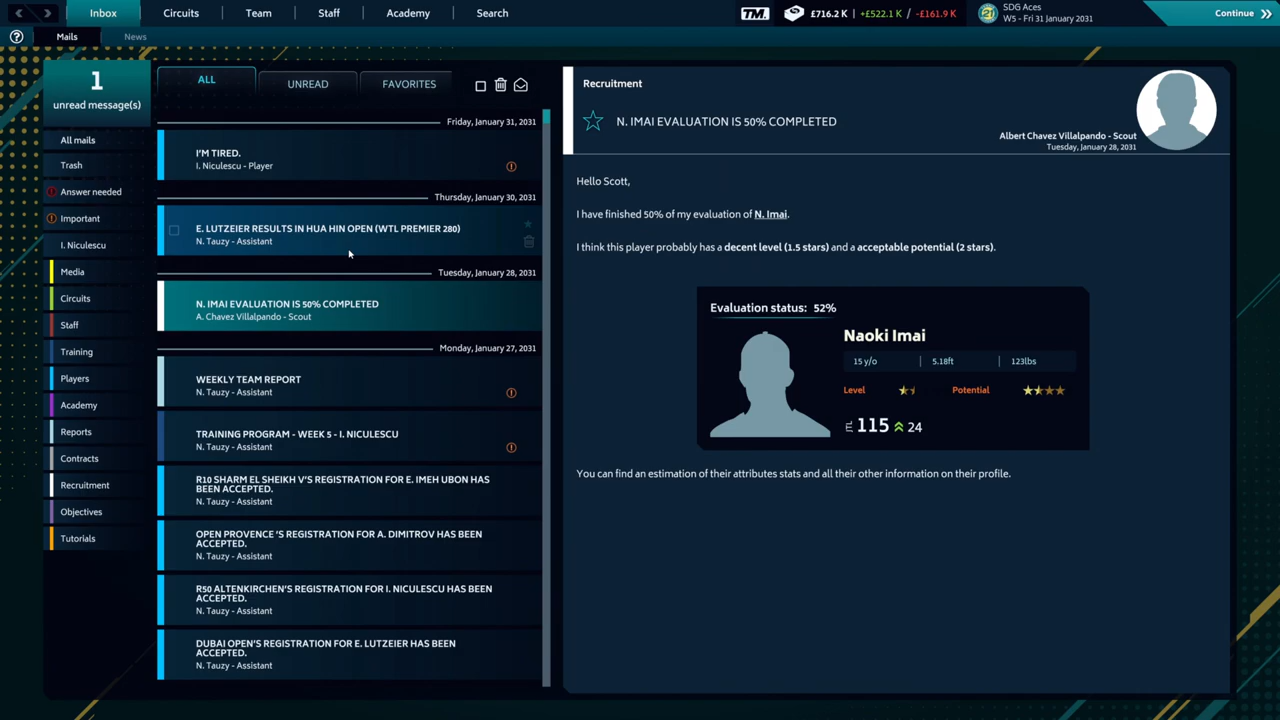 Inbox
Circuits
Team
Staff
Academy
Search
TM.
£716.2 K
+£522.1 K
/ -£161.9 K
21
SDG Aces
W5 - Fri 31 January 2031
Continue
Mails
News
1
unread message(s)
All mails
Trash
Answer needed
Important
I. Niculescu
Media
Circuits
Staff
Training
Players
Academy
Reports
Contracts
Recruitment
Objectives
Tutorials
ALL
UNREAD
FAVORITES
Friday, January 31, 2031
I'M TIRED.
I. Niculescu - Player
Thursday, January 30, 2031
E. LUTZEIER RESULTS IN HUA HIN OPEN (WTL PREMIER 280)
N. Tauzy - Assistant
Tuesday, January 28, 2031
N. IMAI EVALUATION IS 50% COMPLETED
A. Chavez Villalpando - Scout
Monday, January 27, 2031
WEEKLY TEAM REPORT
N. Tauzy - Assistant
TRAINING PROGRAM - WEEK 5 - I. NICULESCU
N. Tauzy - Assistant
R10 SHARM EL SHEIKH V'S REGISTRATION FOR E. IMEH UBON HAS
BEEN ACCEPTED.
N. Tauzy - Assistant
OPEN PROVENCE 'S REGISTRATION FOR A. DIMITROV HAS BEEN
ACCEPTED.
N. Tauzy - Assistant
R50 ALTENKIRCHEN'S REGISTRATION FOR I. NICULESCU HAS BEEN
ACCEPTED.
N. Tauzy - Assistant
DUBAI OPEN'S REGISTRATION FOR E. LUTZEIER HAS BEEN
ACCEPTED.
N. Tauzy - Assistant
Recruitment
N. IMAI EVALUATION IS 50% COMPLETED
Albert Chavez Villalpando - Scout
Tuesday, January 28, 2031
Hello Scott,
I have finished 50% of my evaluation of N. Imai.
I think this player probably has a decent level (1.5 stars) and a acceptable potential (2 stars).
Evaluation status: 52%
Naoki Imai
15 y/o
5.18ft
123lbs
Level
Potential
115
24
You can find an estimation of their attributes stats and all their other information on their profile.